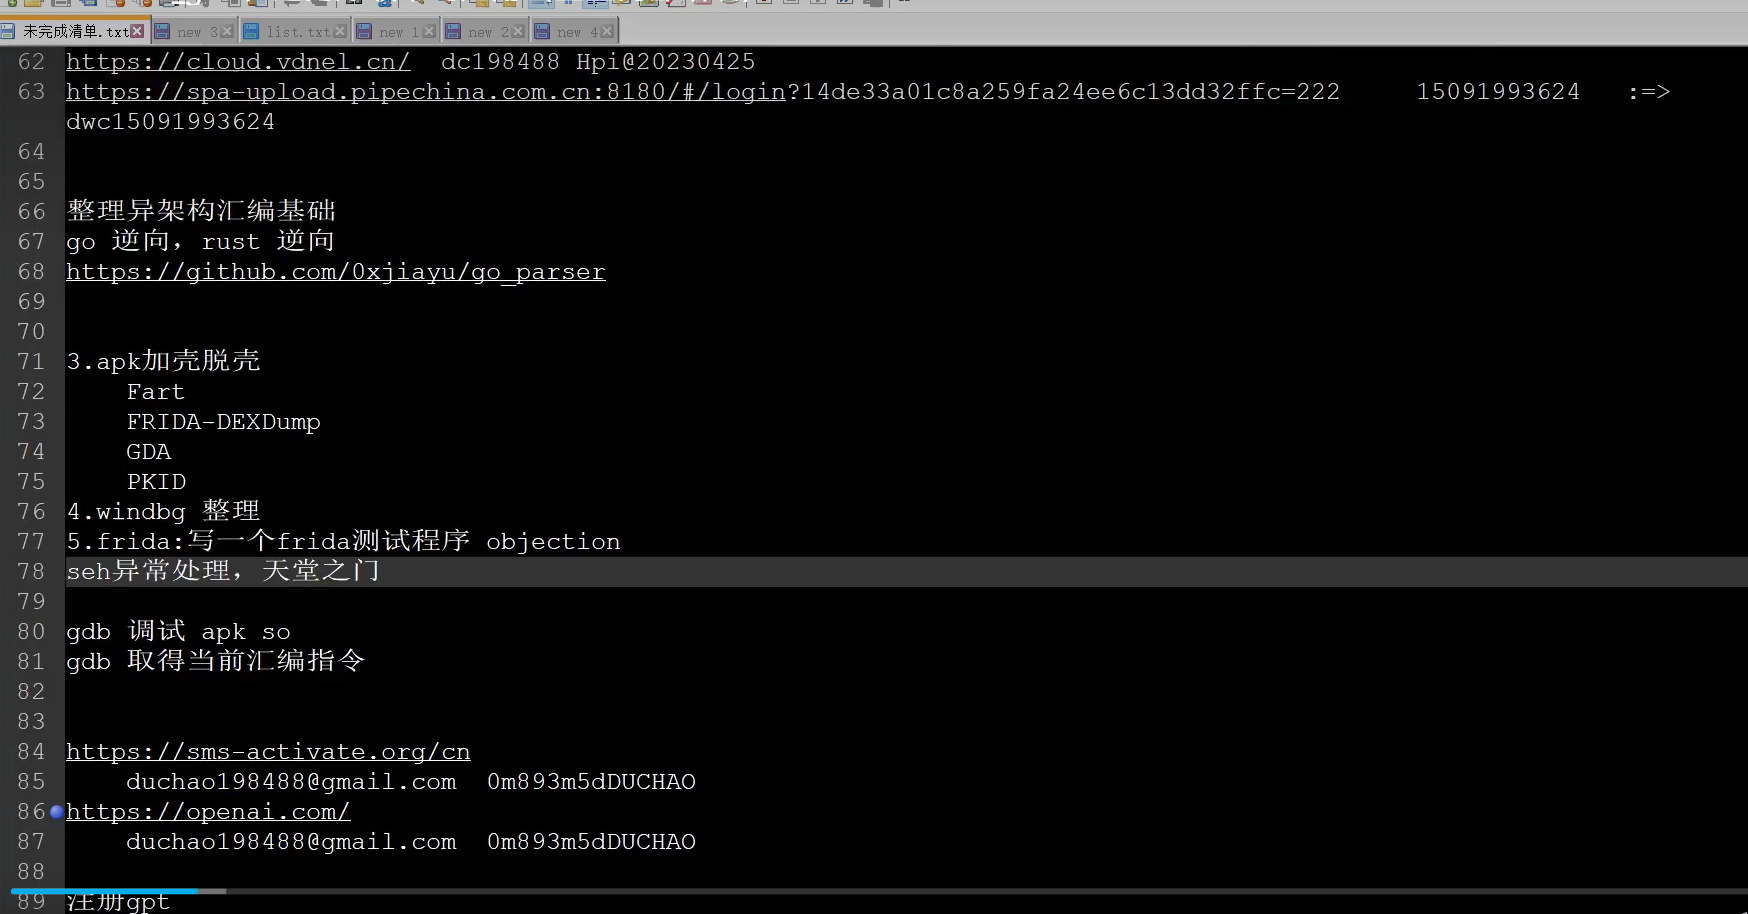 未完成清单.txt new 3 list.txt new 1 new 2 new 4
62 https://cloud.vdnel.cn/ dc198488 Hpi@20230425
63 https://spa-upload.pipechina.com.cn:8180/#/login?14de33a01c8a259fa24ee6c13dd32ffc=222 15091993624 :=>
dwc15091993624
64
65
66 整理异架构汇编基础
67 go 逆向，rust 逆向
68 https://github.com/0xjiayu/go_parser
69
70
71 3.apk加壳脱壳
72 Fart
73 FRIDA-DEXDump
74 GDA
75 PKID
76 4.windbg 整理
77 5.frida:写一个frida测试程序 objection
78 seh异常处理，天堂之门
79
80 gdb 调试 apk so
81 gdb 取得当前汇编指令
82
83
84 https://sms-activate.org/cn
85 duchao198488@gmail.com 0m893m5dDUCHAO
86 https://openai.com/
87 duchao198488@gmail.com 0m893m5dDUCHAO
88
89 注册gpt